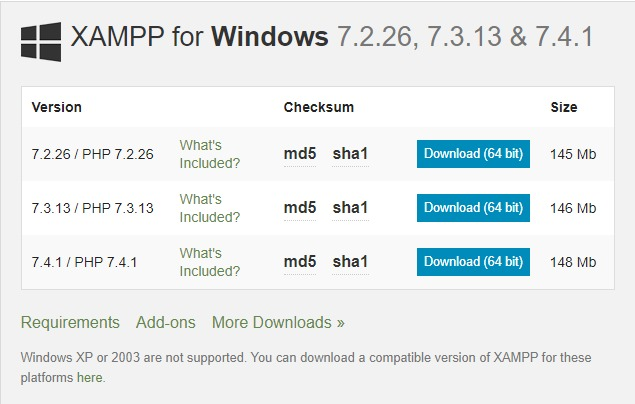 XAMPP for Windows 7.2.26, 7.3.13 & 7.4.1
Version Checksum Size
7.2.26 / PHP 7.2.26 What's Included? md5 sha1 Download (64 bit) 145 Mb
7.3.13 / PHP 7.3.13 What's Included? md5 sha1 Download (64 bit) 146 Mb
7.4.1 / PHP 7.4.1 What's Included? md5 sha1 Download (64 bit) 148 Mb
Requirements Add-ons More Downloads »
Windows XP or 2003 are not supported. You can download a compatible version of XAMPP for these
platforms here.